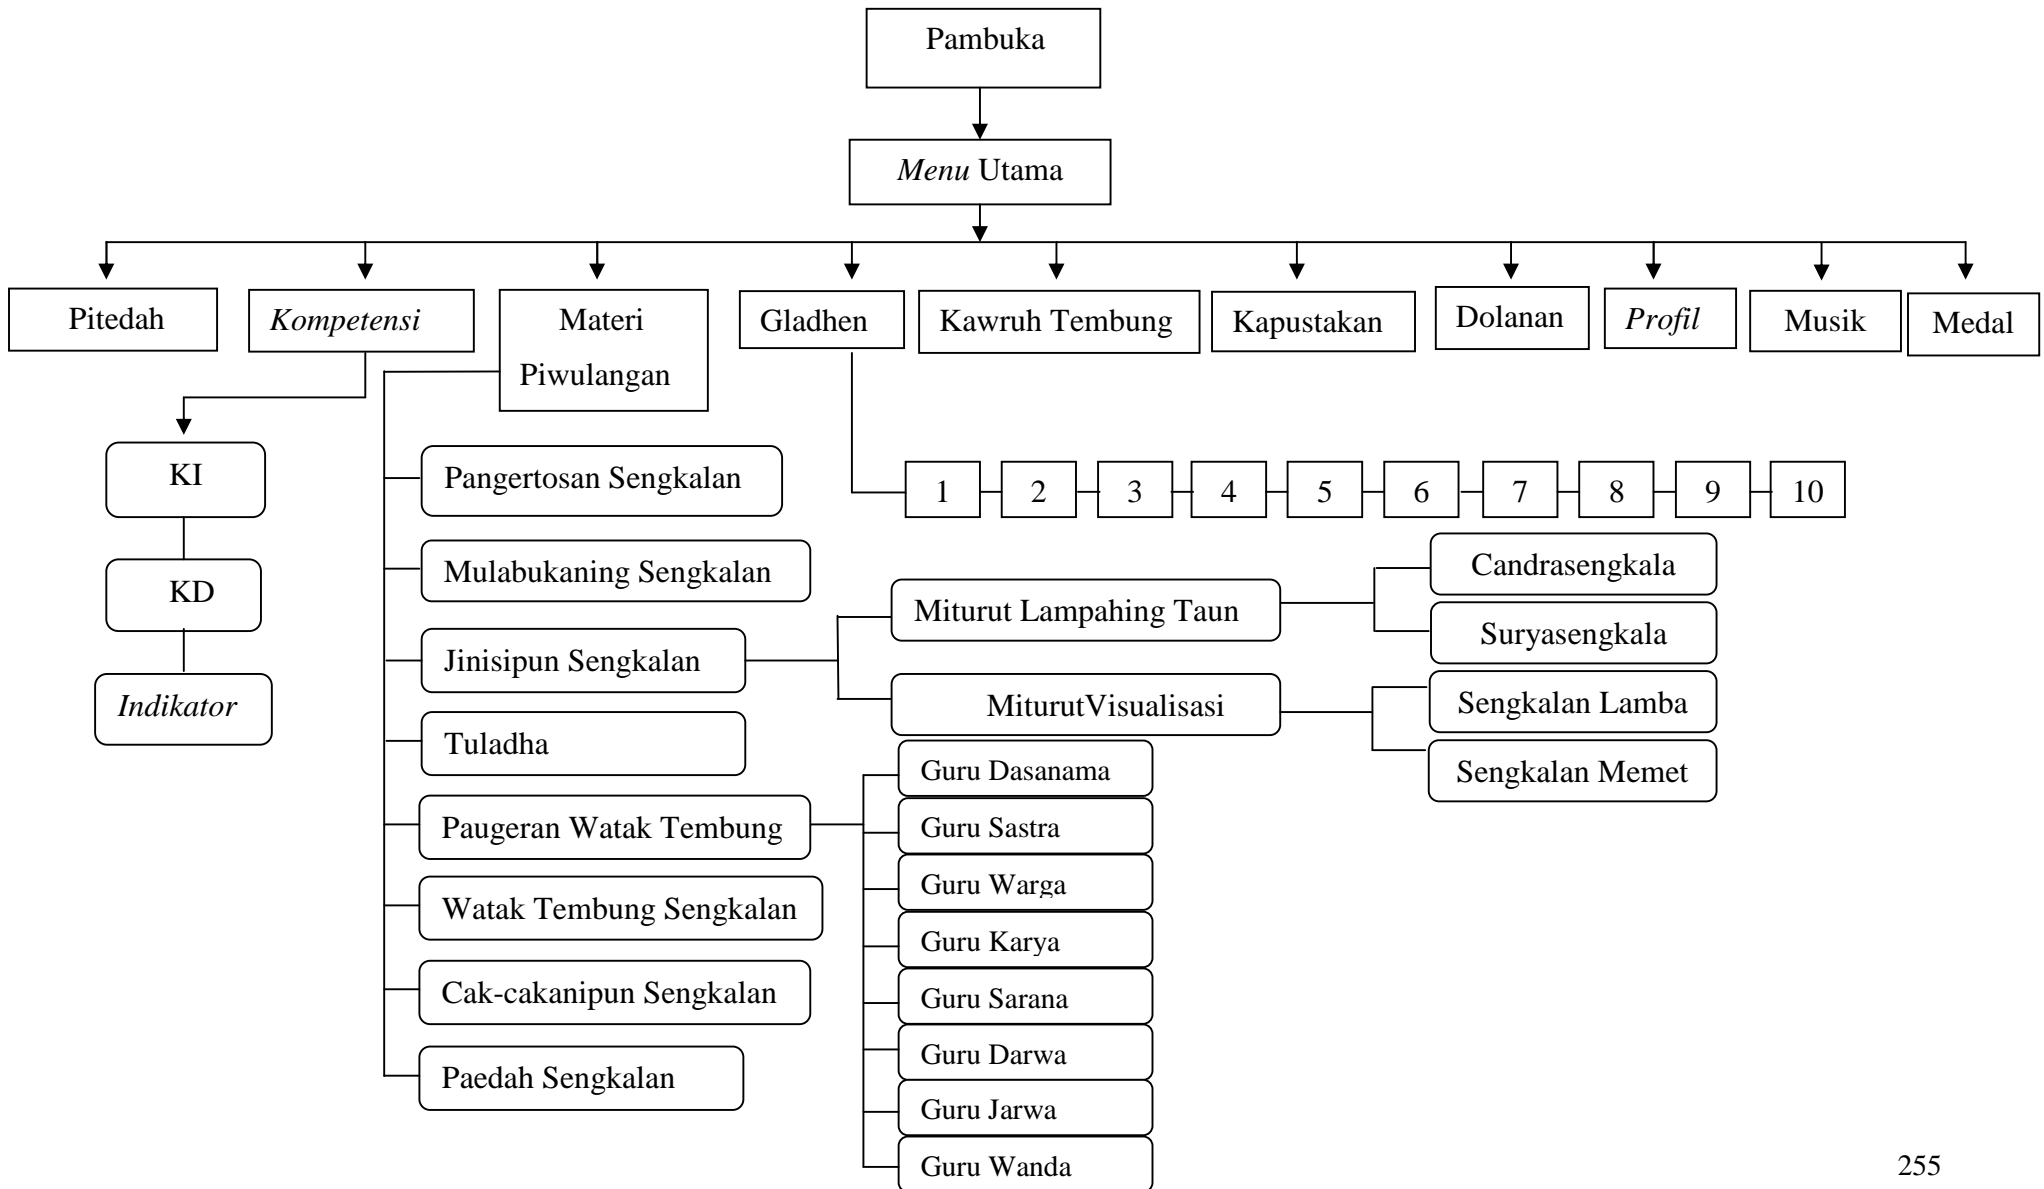 Pambuka
Menu Utama
Pitedah
Kompetensi
Materi
Piwulangan
Gladhen
Kawruh Tembung
Kapustakan
Dolanan
Profil
Musik
Medal
KI
KD
Indikator
Pangertosan Sengkalan
Mulabukaning Sengkalan
Jinisipun Sengkalan
Tuladha
Paugeran Watak Tembung
Watak Tembung Sengkalan
Cak-cakanipun Sengkalan
Paedah Sengkalan
1
2
3
4
5
6
7
8
9
10
Miturut Lampahing Taun
MiturutVisualisasi
Candrasengkala
Suryasengkala
Sengkalan Lamba
Sengkalan Memet
Guru Dasanama
Guru Sastra
Guru Warga
Guru Karya
Guru Sarana
Guru Darwa
Guru Jarwa
Guru Wanda
255